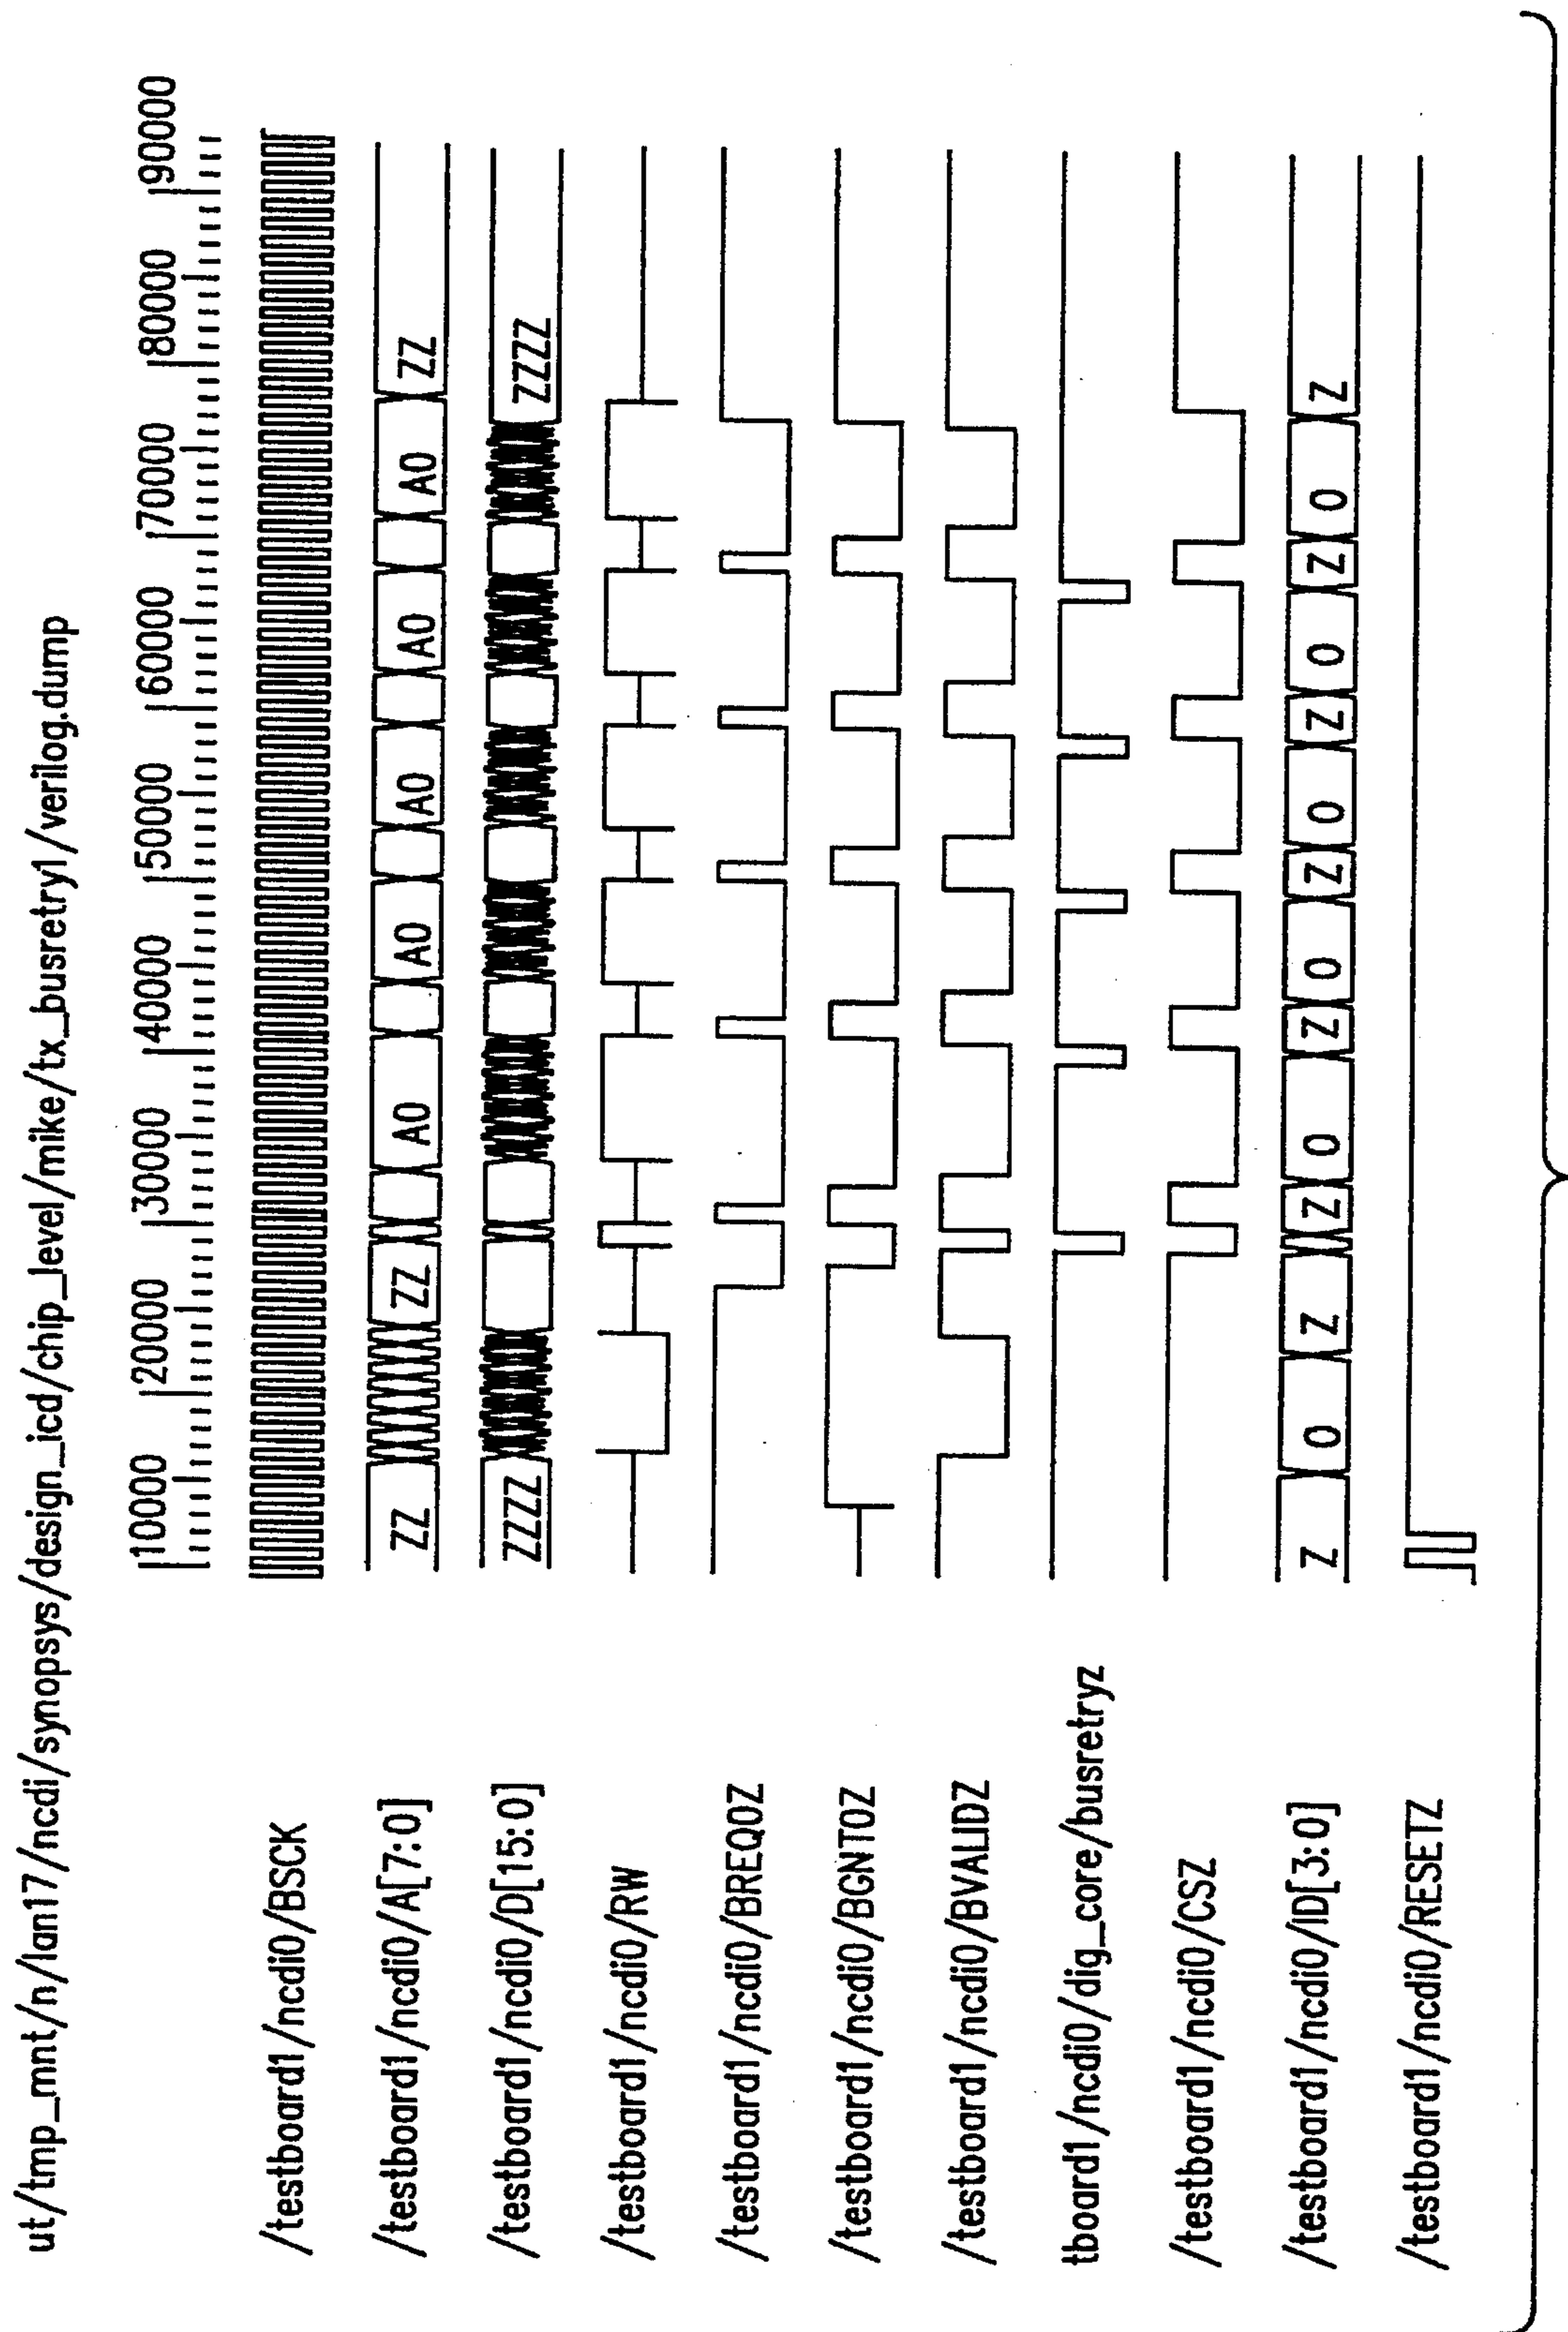 ut/tmp_mnt/n/lan17/ncdi/synopsys/design_icd/chip_level/mike/tx_busretry1/verilog.dump
10000 20000 30000 40000 50000 60000 70000 80000 90000
/testboard1/ncdi0/BSCK
/testboard1/ncdi0/A[7:0] ZZ ZZ A0 A0 A0 A0 A0 ZZ
/testboard1/ncdi0/D[15:0] ZZZZ ZZZZ
/testboard1/ncdi0/RW
/testboard1/ncdi0/BREQ0Z
/testboard1/ncdi0/BGNT0Z
/testboard1/ncdi0/BVALIDZ
tboard1/ncdi0/dig_core/busretryz
/testboard1/ncdi0/CSZ
/testboard1/ncdi0/ID[3:0] Z 0 Z Z 0 Z 0 Z 0 Z 0 Z 0 Z
/testboard1/ncdi0/RESETZ